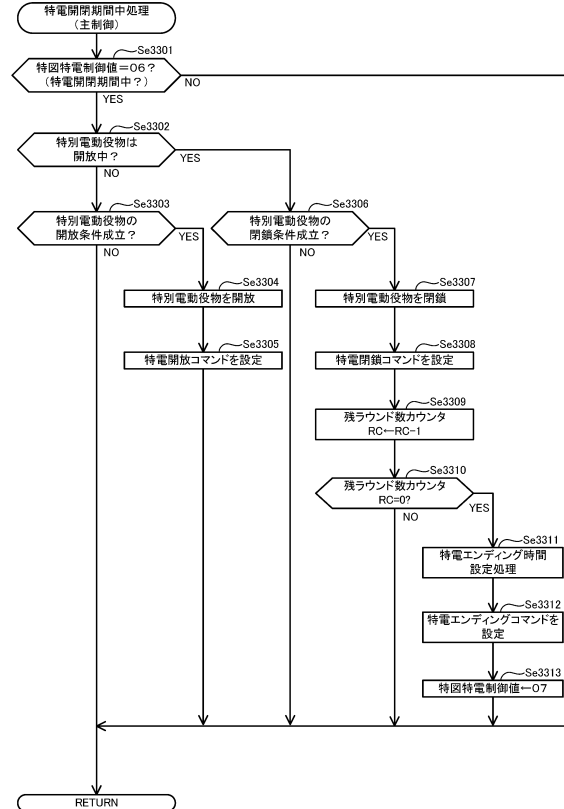 特電開閉期間中処理
(主制御)
Se3301
特図特電制御値=06?
(特電開閉期間中?)
NO
YES
Se3302
特別電動役物は
開放中?
YES
NO
Se3303
特別電動役物の
開放条件成立?
YES
NO
Se3306
特別電動役物の
閉鎖条件成立?
YES
NO
Se3304
特別電動役物を開放
Se3307
特別電動役物を閉鎖
Se3305
特電開放コマンドを設定
Se3308
特電閉鎖コマンドを設定
Se3309
残ラウンド数カウンタ
RC←RC-1
Se3310
残ラウンド数カウンタ
RC=0?
YES
NO
Se3311
特電エンディング時間
設定処理
Se3312
特電エンディングコマンドを
設定
Se3313
特図特電制御値←07
RETURN